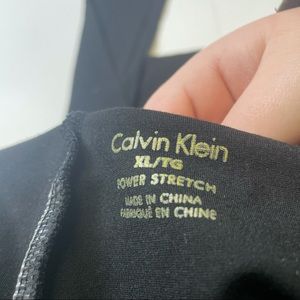 Calvin Klein
XL/TG
POWER STRETCH
MADE IN CHINA
FABRIQUÉ EN CHINE